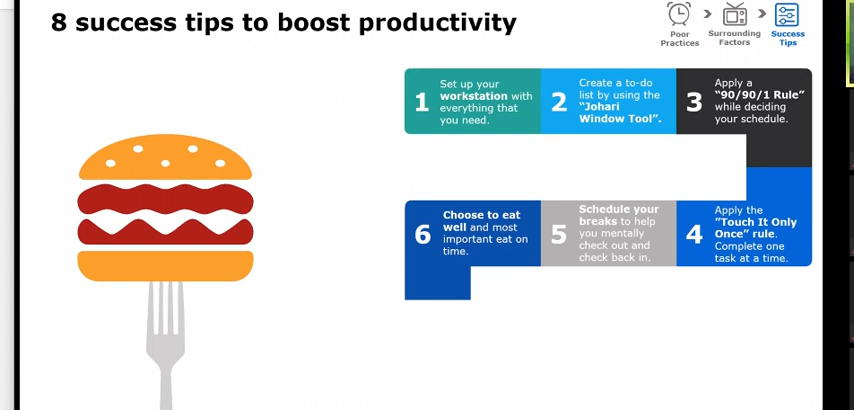 8 success tips to boost productivity
Poor
Practices
Surrounding
Factors
Success
Tips
1
Set up your
workstation with
everything that
you need.
2
Create a to-do
list by using the
“Johari
Window Tool”.
3
Apply a
“90/90/1 Rule”
while deciding
your schedule.
6
Choose to eat
well and most
important eat on
time.
5
Schedule your
breaks to help
you mentally
check out and
check back in.
4
Apply the
“Touch It Only
Once” rule.
Complete one
task at a time.